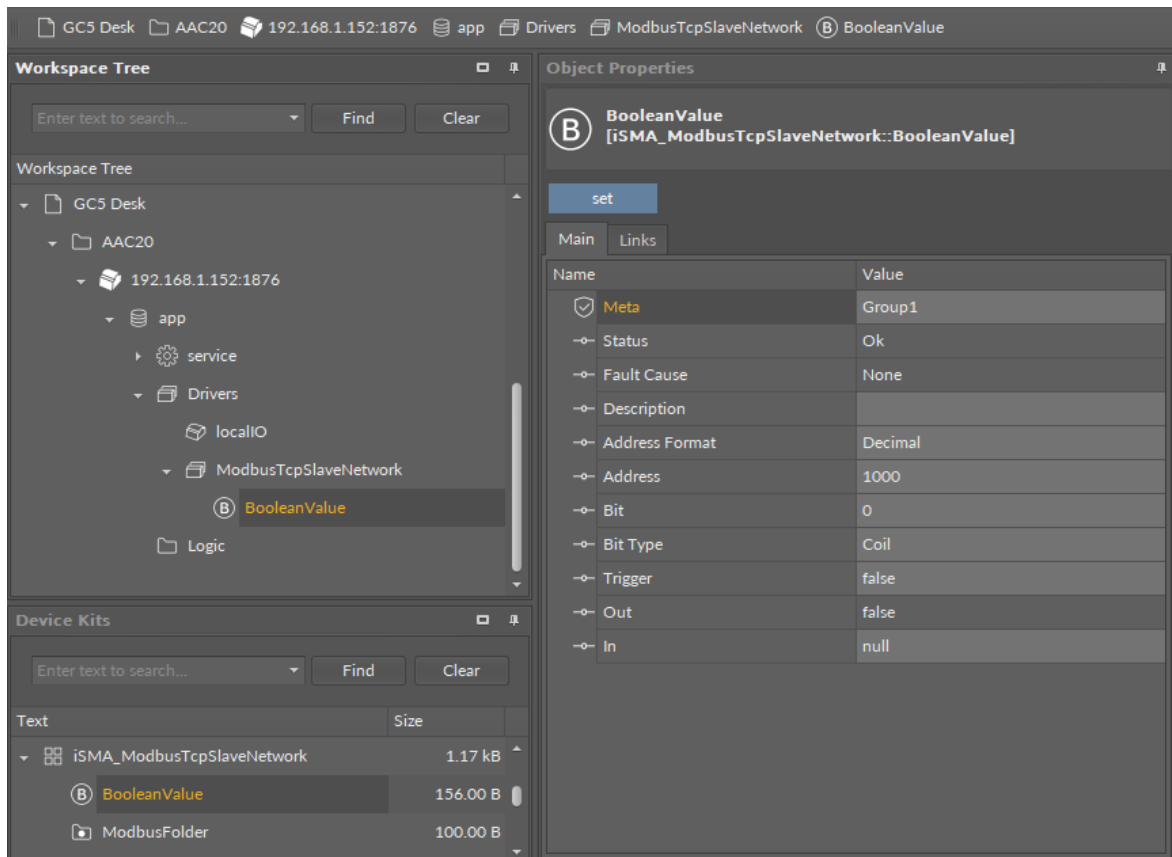 GC5 Desk AAC20 192.168.1.152:1876 app Drivers ModbusTcpSlaveNetwork B BooleanValue
Workspace Tree
Enter text to search... Find Clear
Workspace Tree
GC5 Desk
AAC20
192.168.1.152:1876
app
service
Drivers
localIO
ModbusTcpSlaveNetwork
B BooleanValue
Logic
Device Kits
Enter text to search... Find Clear
Text Size
iSMA_ModbusTcpSlaveNetwork 1.17 kB
B BooleanValue 156.00 B
ModbusFolder 100.00 B
Object Properties
B BooleanValue
[iSMA_ModbusTcpSlaveNetwork::BooleanValue]
set
Main Links
Name Value
Meta Group1
Status Ok
Fault Cause None
Description
Address Format Decimal
Address 1000
Bit 0
Bit Type Coil
Trigger false
Out false
In null